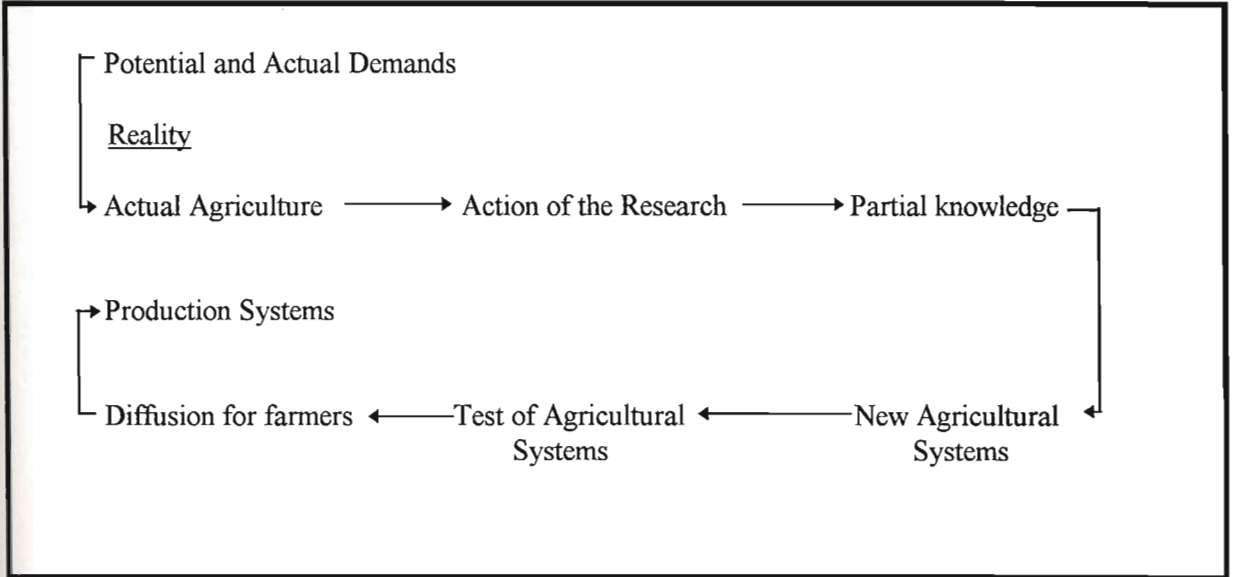 Potential and Actual Demands
Reality
Actual Agriculture
Action of the Research
Partial knowledge
Production Systems
Diffusion for farmers
Test of Agricultural
Systems
New Agricultural
Systems